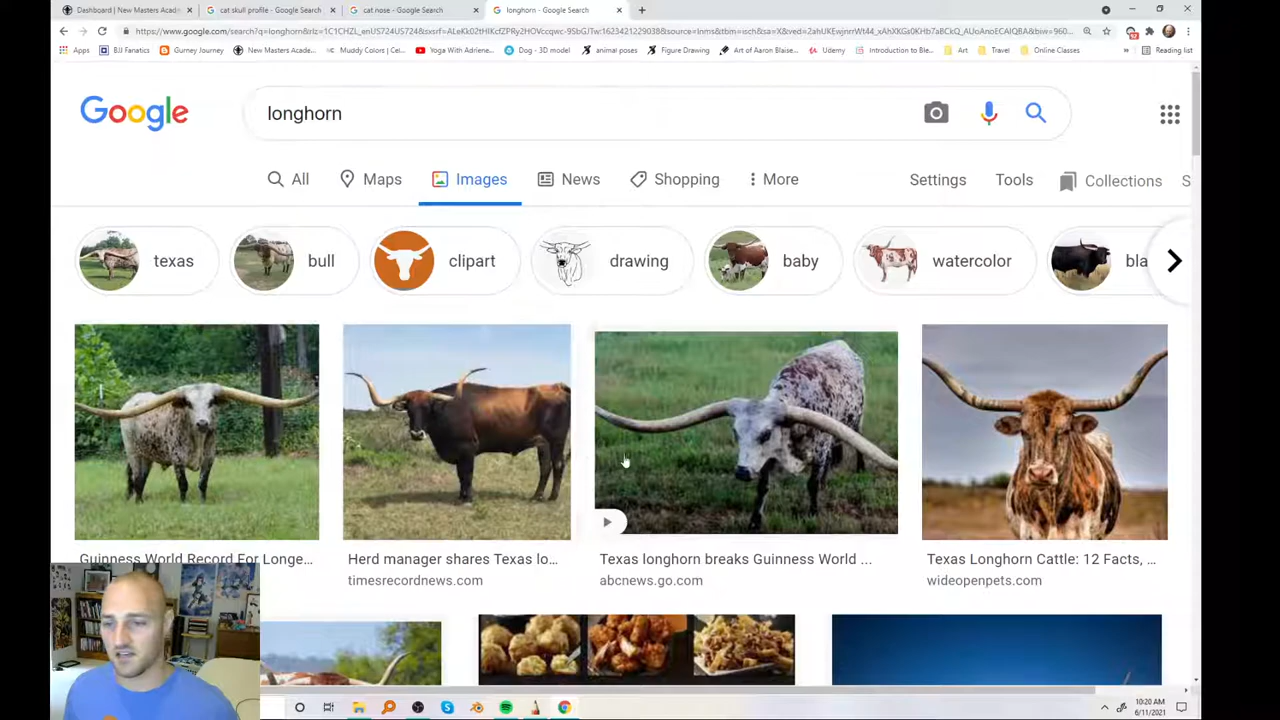 Dashboard | New Masters Acade
cat skull profile - Google Search
cat nose - Google Search
longhorn - Google Search
Apps
BJJ Fanatics
Gurney Journey
New Masters Acade...
Muddy Colors
Yoga With Adriene...
Dog - 3D model
animal poses
Figure Drawing
Art of Aaron Blaise...
Udemy
Introduction to Ble...
Art
Travel
Online Classes
Reading list
Google
longhorn
All
Maps
Images
News
Shopping
More
Settings
Tools
Collections
S
texas
bull
clipart
drawing
baby
watercolor
bla
Guinness World Record For Longe...
Herd manager shares Texas lo...
timesrecordnews.com
Texas longhorn breaks Guinness World ...
abcnews.go.com
Texas Longhorn Cattle: 12 Facts, ...
wideopenpets.com
10:20 AM
6/11/2021